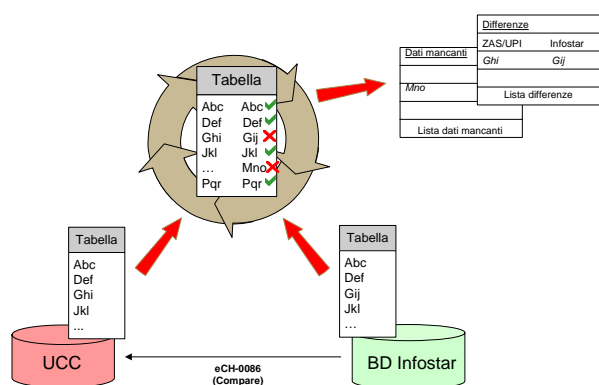 Differenze
ZAS/UPI Infostar
Ghi Gij
Lista differenze
Dati mancanti
Mno
Lista dati mancanti
Tabella
Abc Abc
Def Def
Ghi Gij
Jkl Jkl
… Mno
Pqr Pqr
Tabella
Abc
Def
Ghi
Jkl
...
UCC
Tabella
Abc
Def
Gij
Jkl
…
BD Infostar
eCH-0086
(Compare)